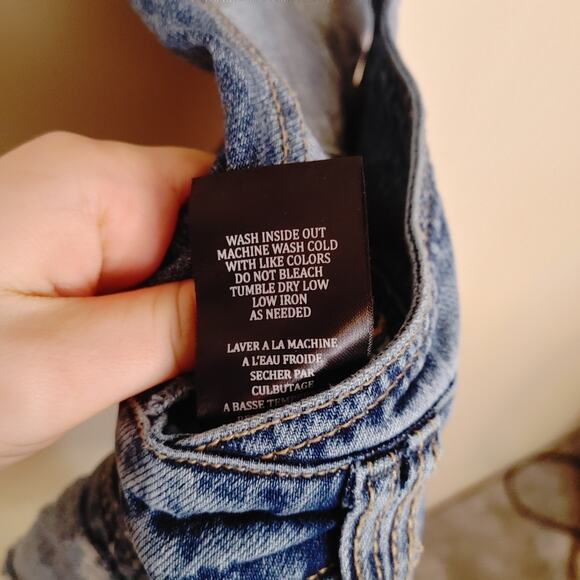 WASH INSIDE OUT
MACHINE WASH COLD
WITH LIKE COLORS
DO NOT BLEACH
TUMBLE DRY LOW
LOW IRON
AS NEEDED
LAVER A LA MACHINE
A L'EAU FROIDE
SECHER PAR
CULBUTAGE
A BASSE